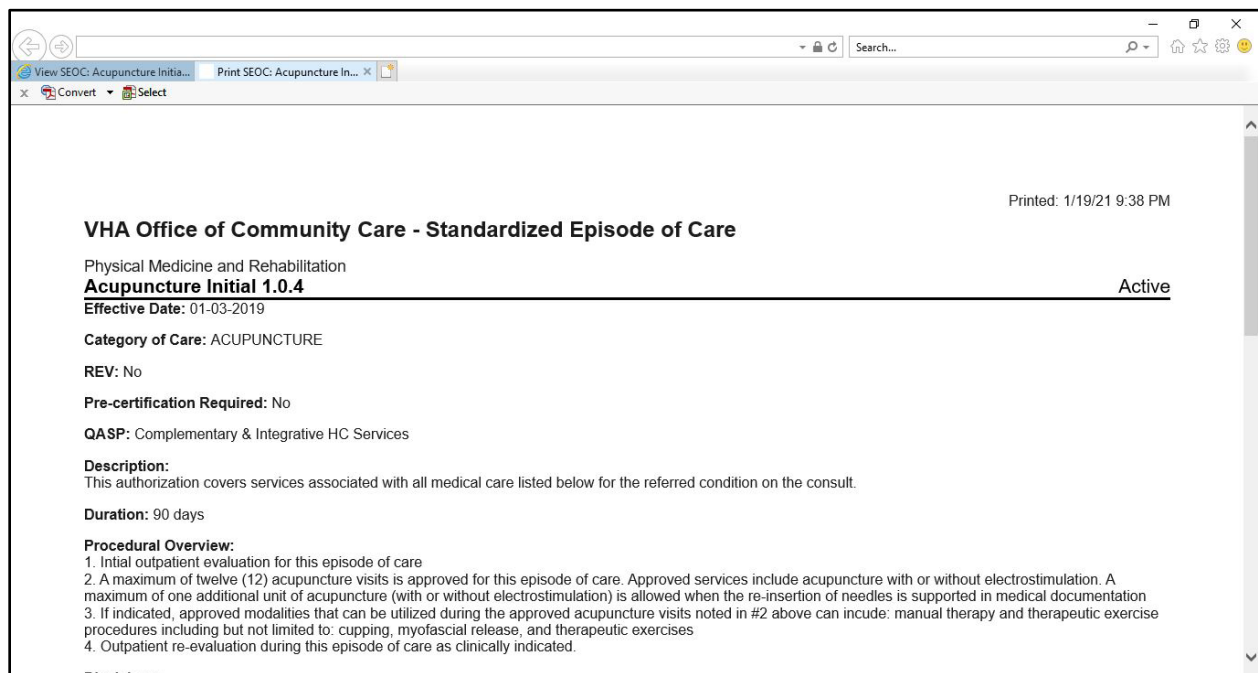 Search...
View SEOC: Acupuncture Initia...
Print SEOC: Acupuncture In...
x Convert Select
Printed: 1/19/21 9:38 PM
VHA Office of Community Care - Standardized Episode of Care
Physical Medicine and Rehabilitation
Acupuncture Initial 1.0.4 Active
Effective Date: 01-03-2019
Category of Care: ACUPUNCTURE
REV: No
Pre-certification Required: No
QASP: Complementary & Integrative HC Services
Description:
This authorization covers services associated with all medical care listed below for the referred condition on the consult.
Duration: 90 days
Procedural Overview:
1. Intial outpatient evaluation for this episode of care
2. A maximum of twelve (12) acupuncture visits is approved for this episode of care. Approved services include acupuncture with or without electrostimulation. A
maximum of one additional unit of acupuncture (with or without electrostimulation) is allowed when the re-insertion of needles is supported in medical documentation
3. If indicated, approved modalities that can be utilized during the approved acupuncture visits noted in #2 above can incude: manual therapy and therapeutic exercise
procedures including but not limited to: cupping, myofascial release, and therapeutic exercises
4. Outpatient re-evaluation during this episode of care as clinically indicated.